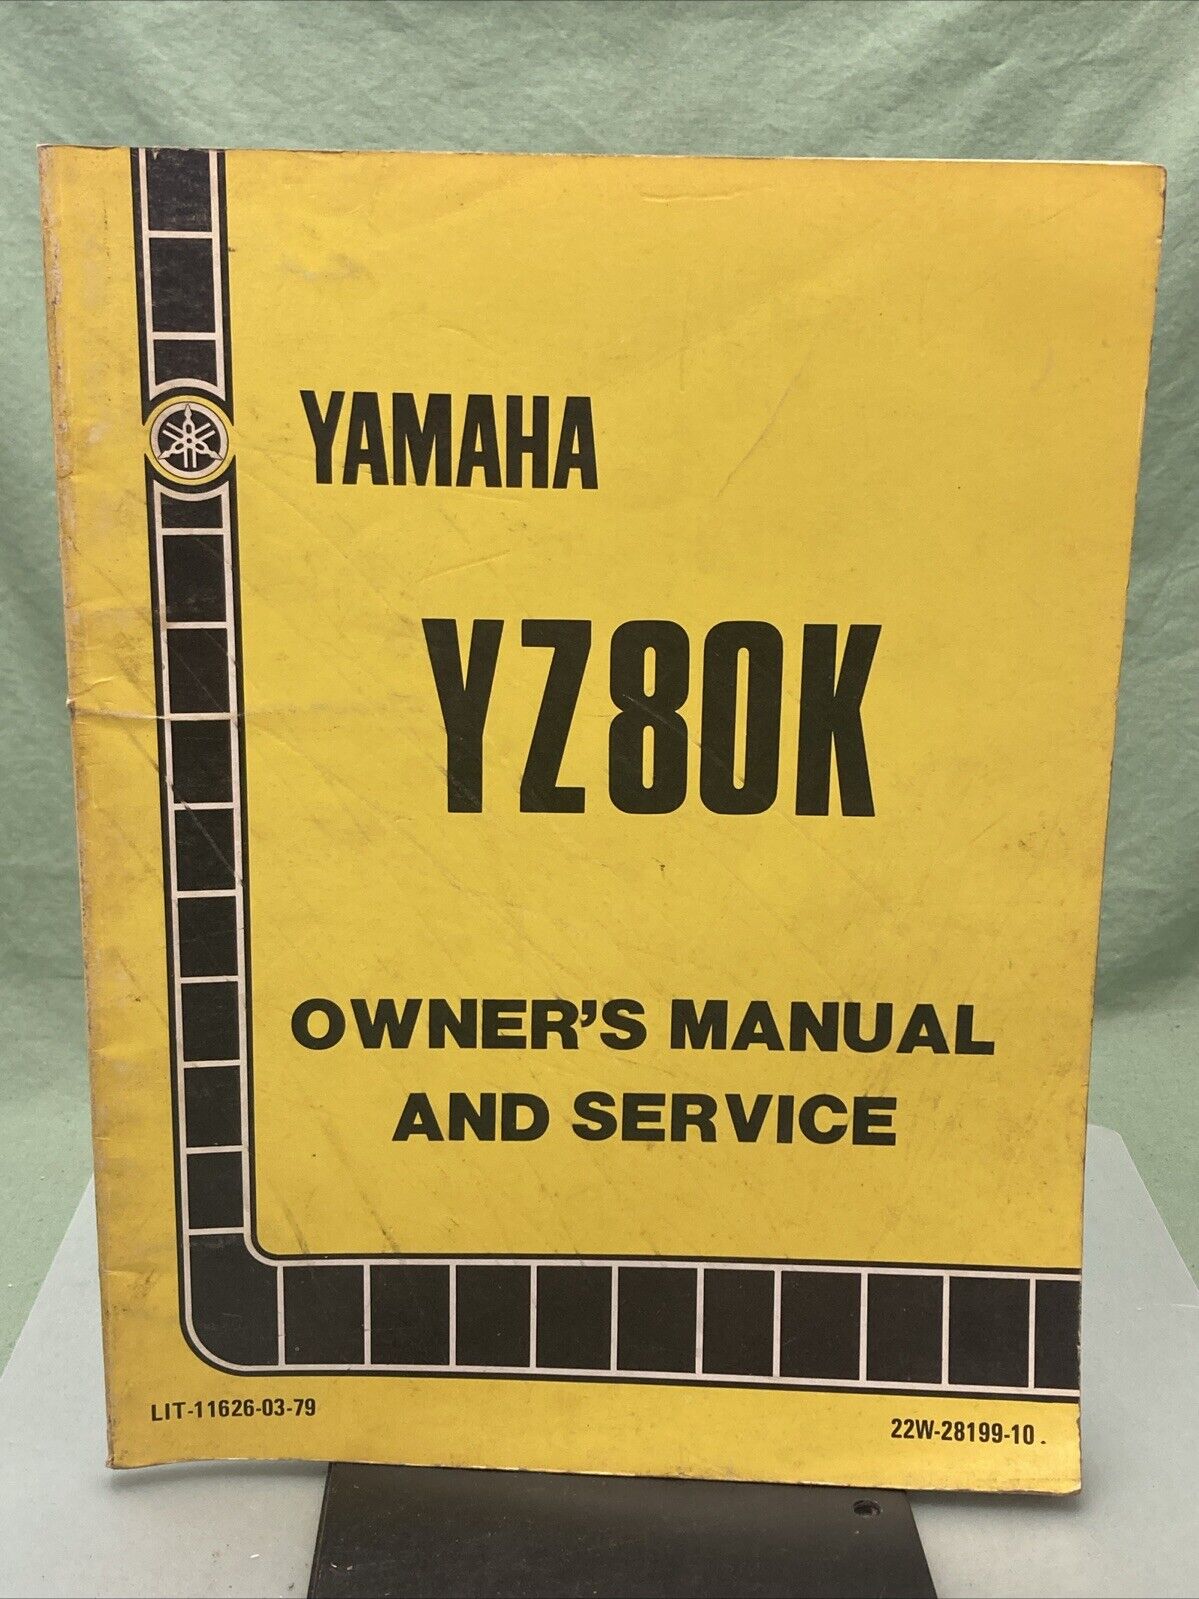 YAMAHA
YZ80K
OWNER'S MANUAL
AND SERVICE
LIT-11626-03-79
22W-28199-10